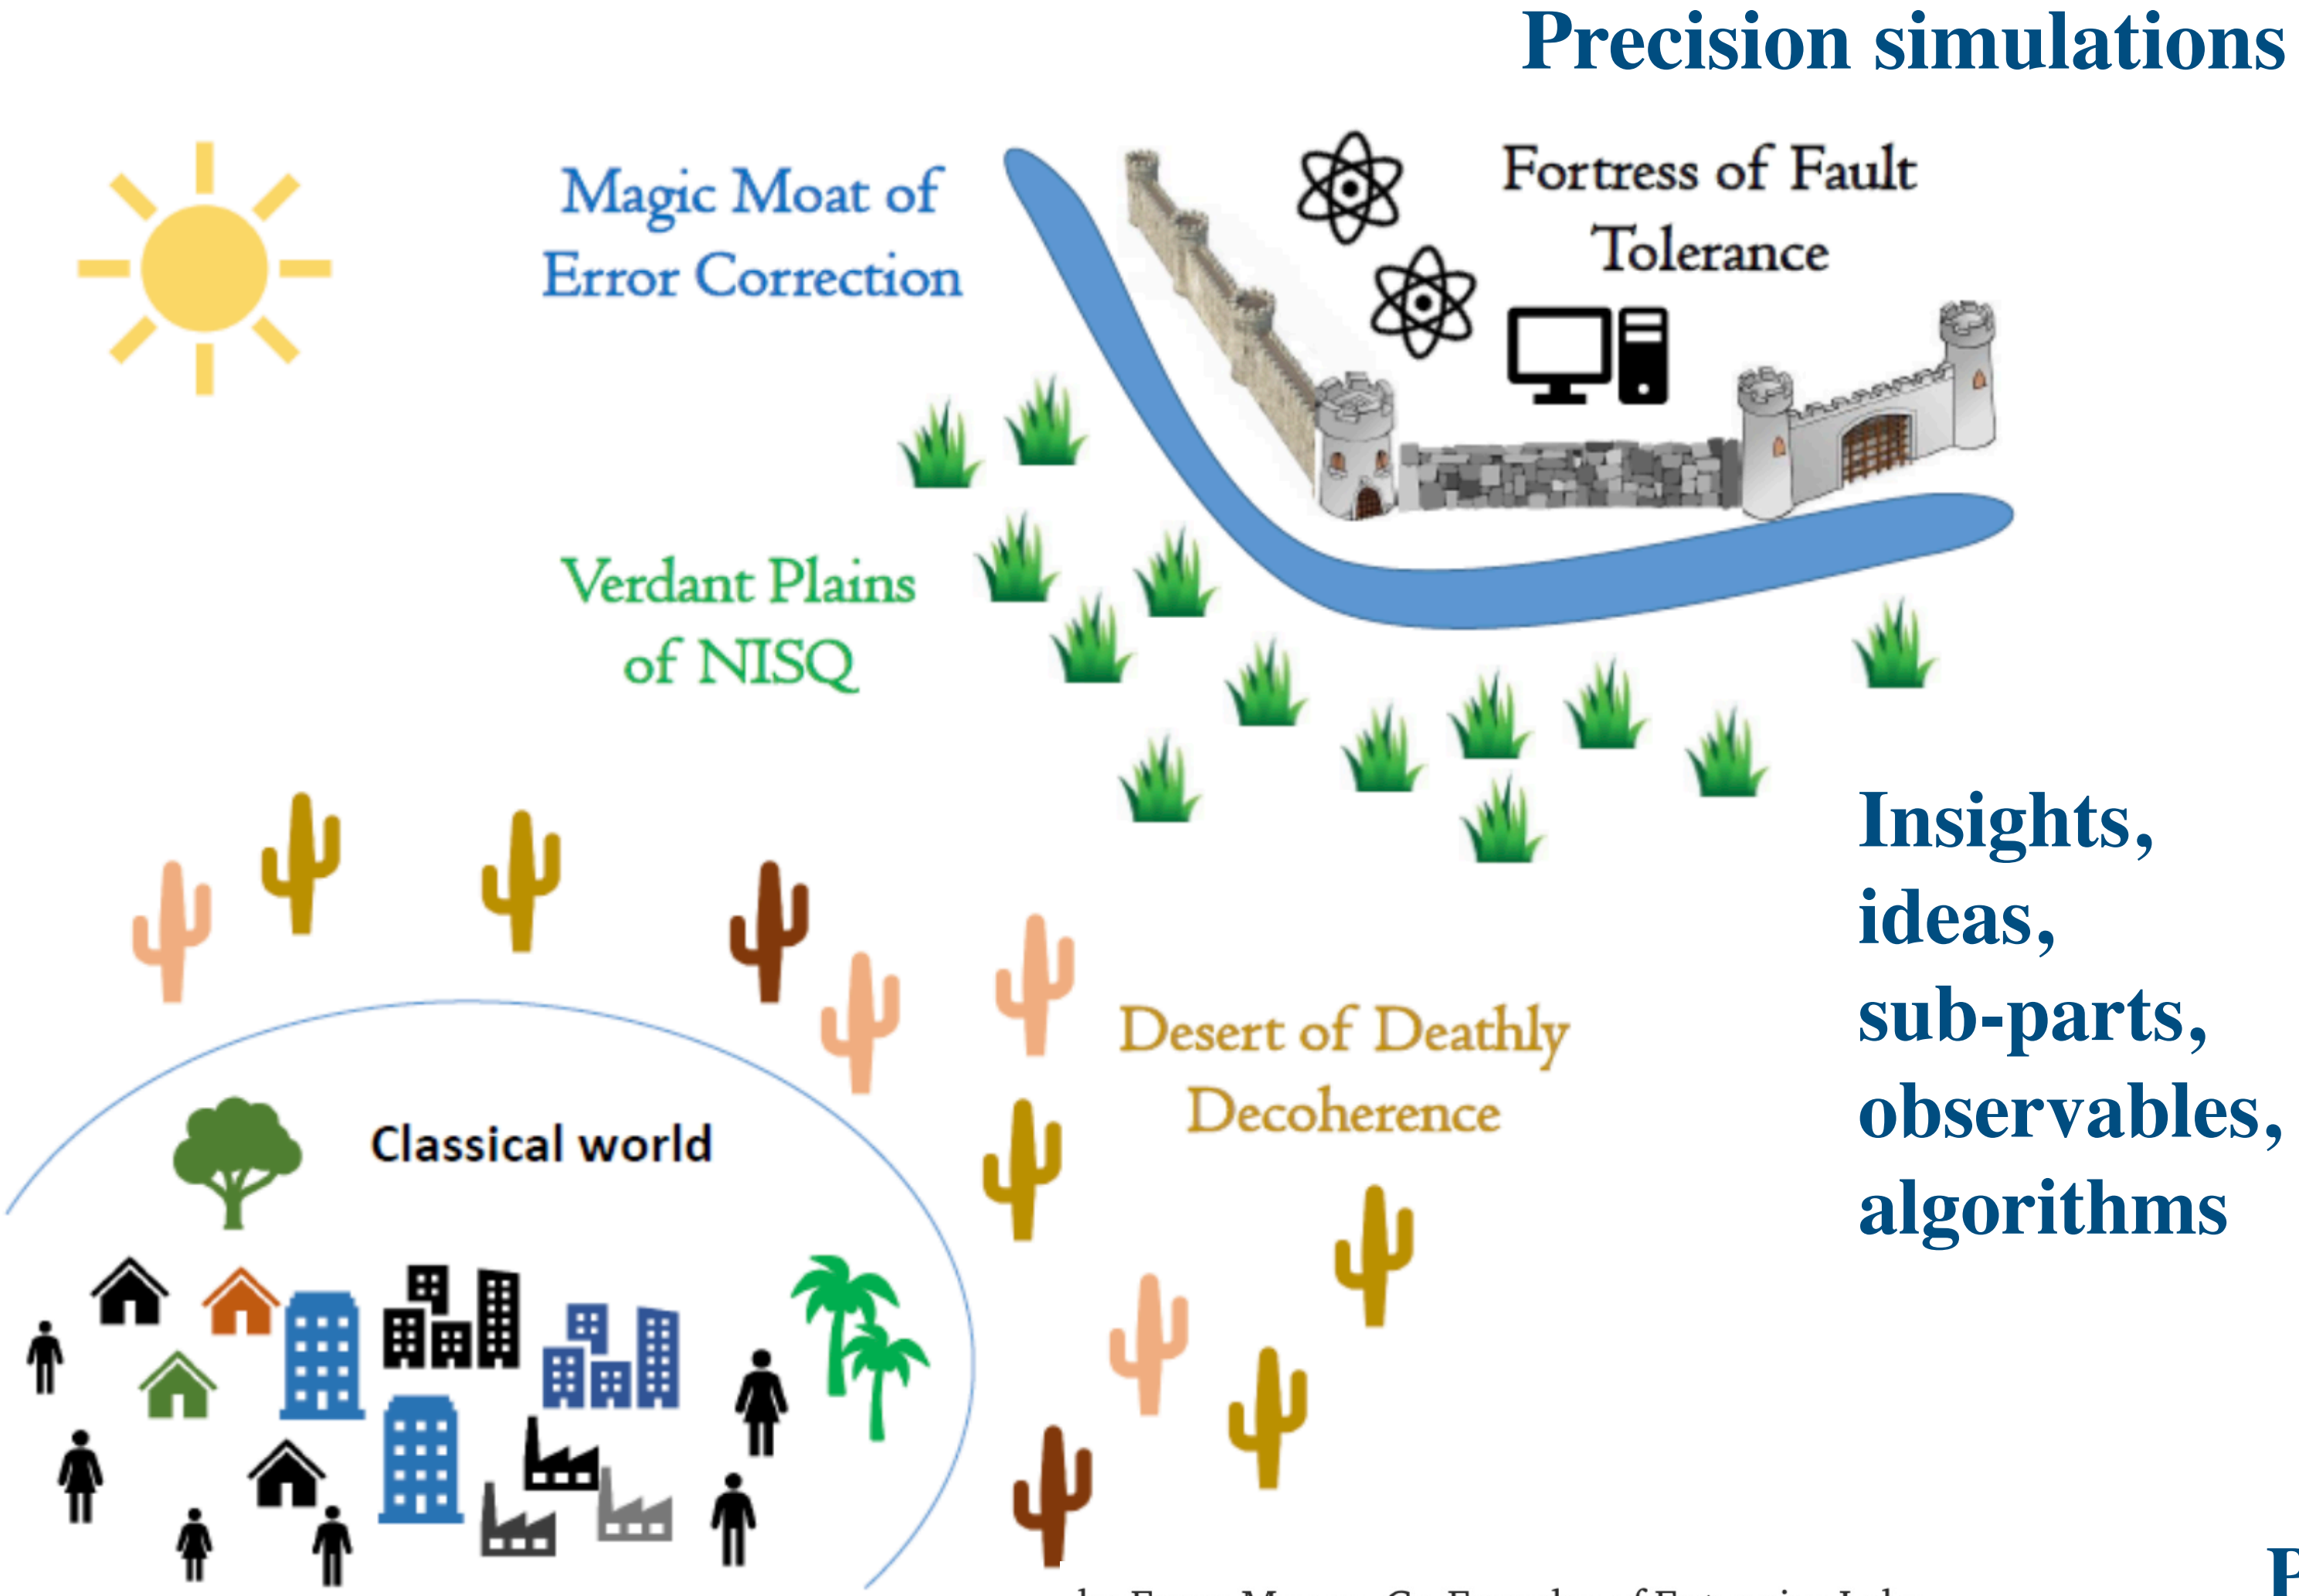 Precision simulations
Magic Moat of
Error Correction
Fortress of Fault
Tolerance
Verdant Plains
of NISQ
Insights,
ideas,
sub-parts,
observables,
algorithms
Desert of Deathly
Decoherence
Classical world
P